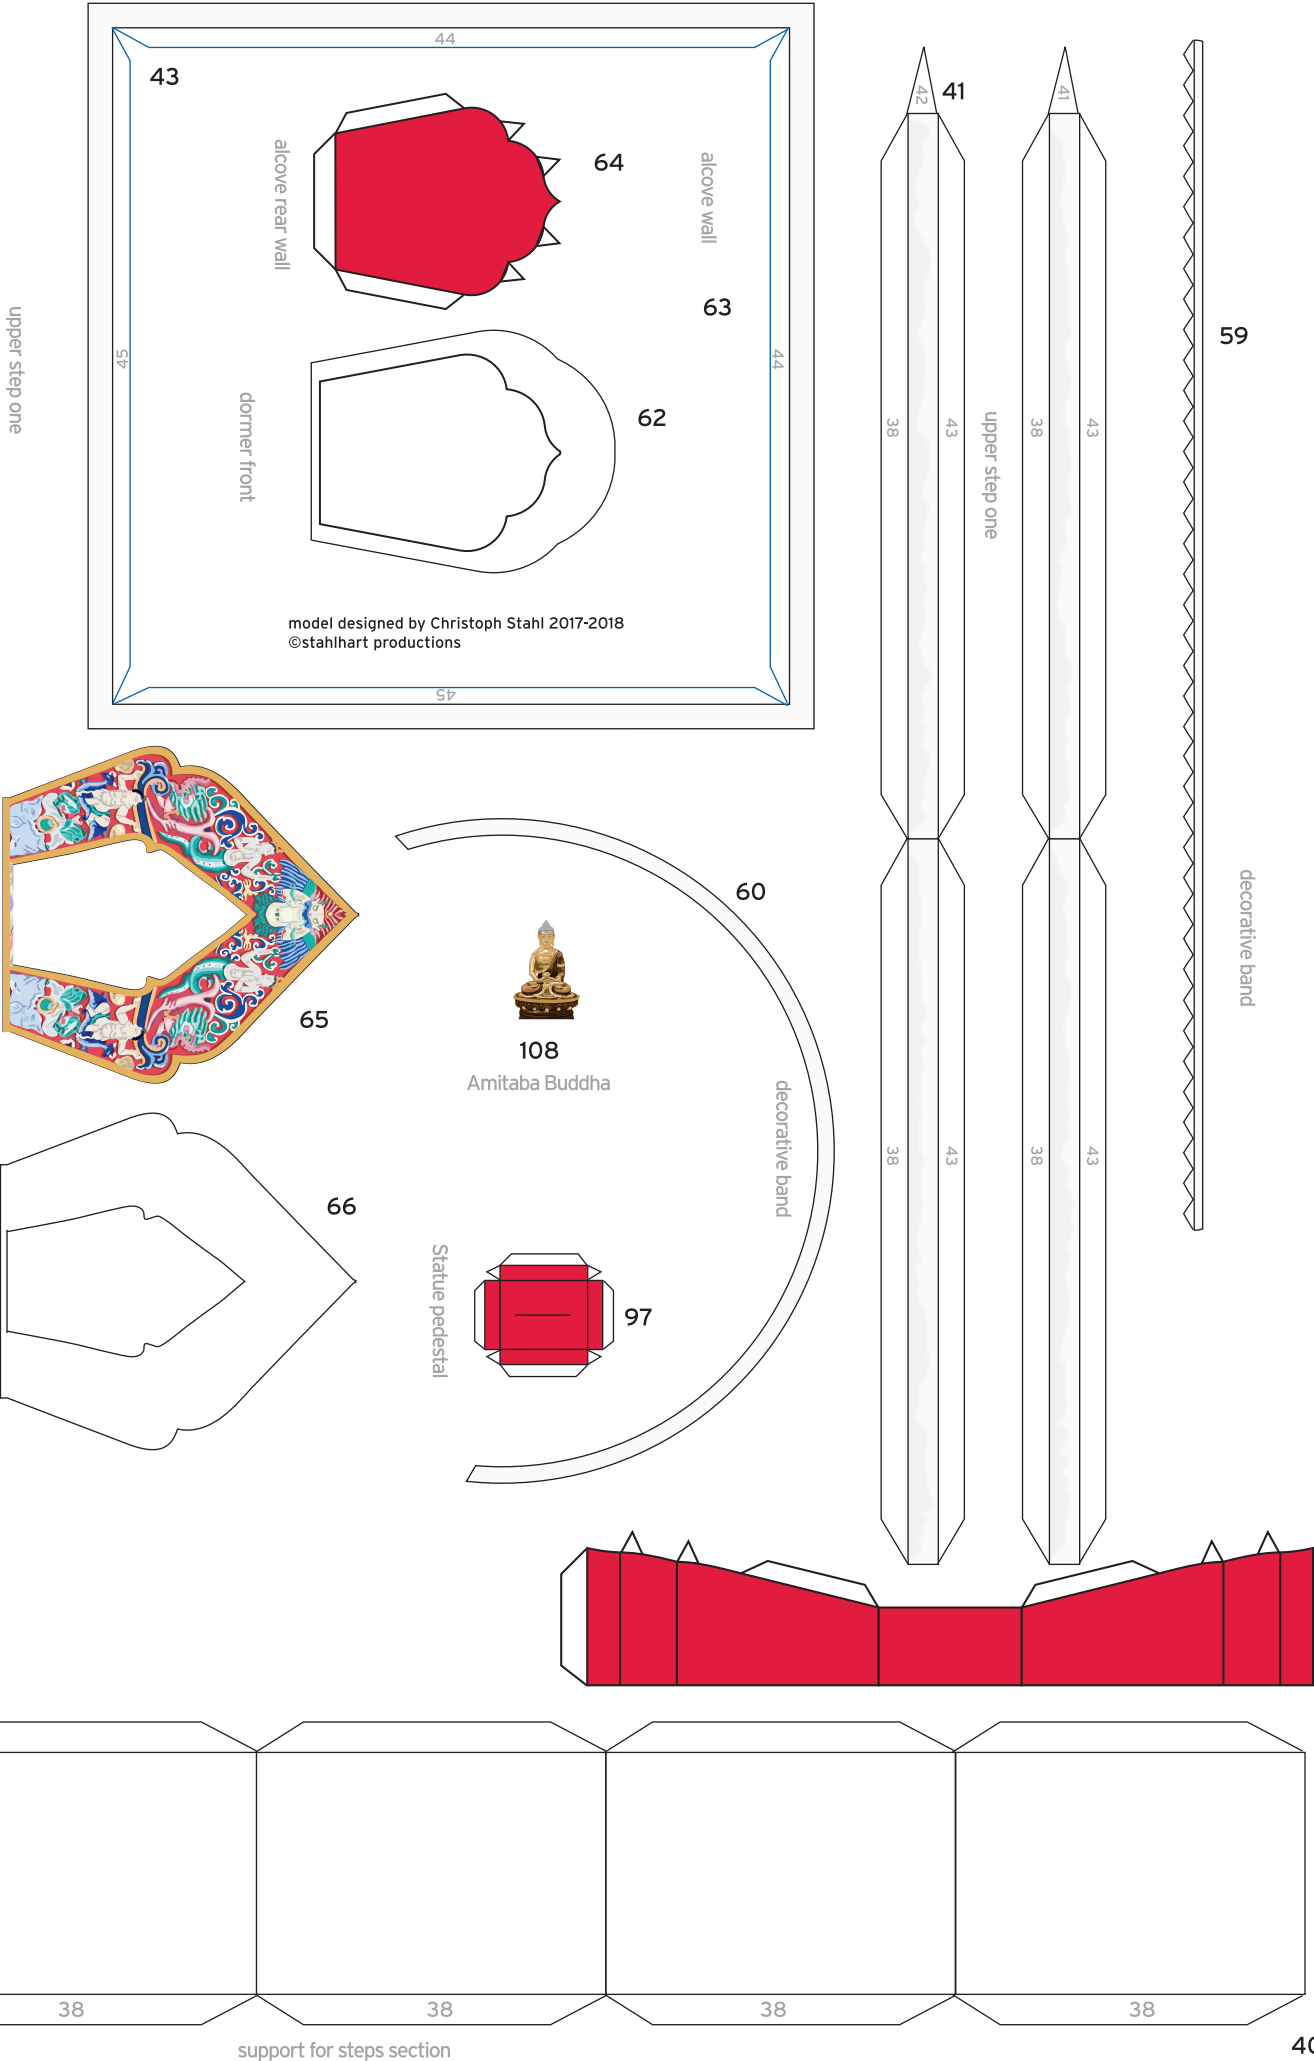 44
43
41
42
41
alcove rear wall
64
alcove wall
63
upper step one
45
44
59
dormer front
62
38
43
upper step one
38
43
model designed by Christoph Stahl 2017-2018
©stahlhart productions
45
60
decorative band
65
108
Amitaba Buddha
decorative band
38
43
38
43
66
Statue pedestal
97
38
38
38
38
support for steps section